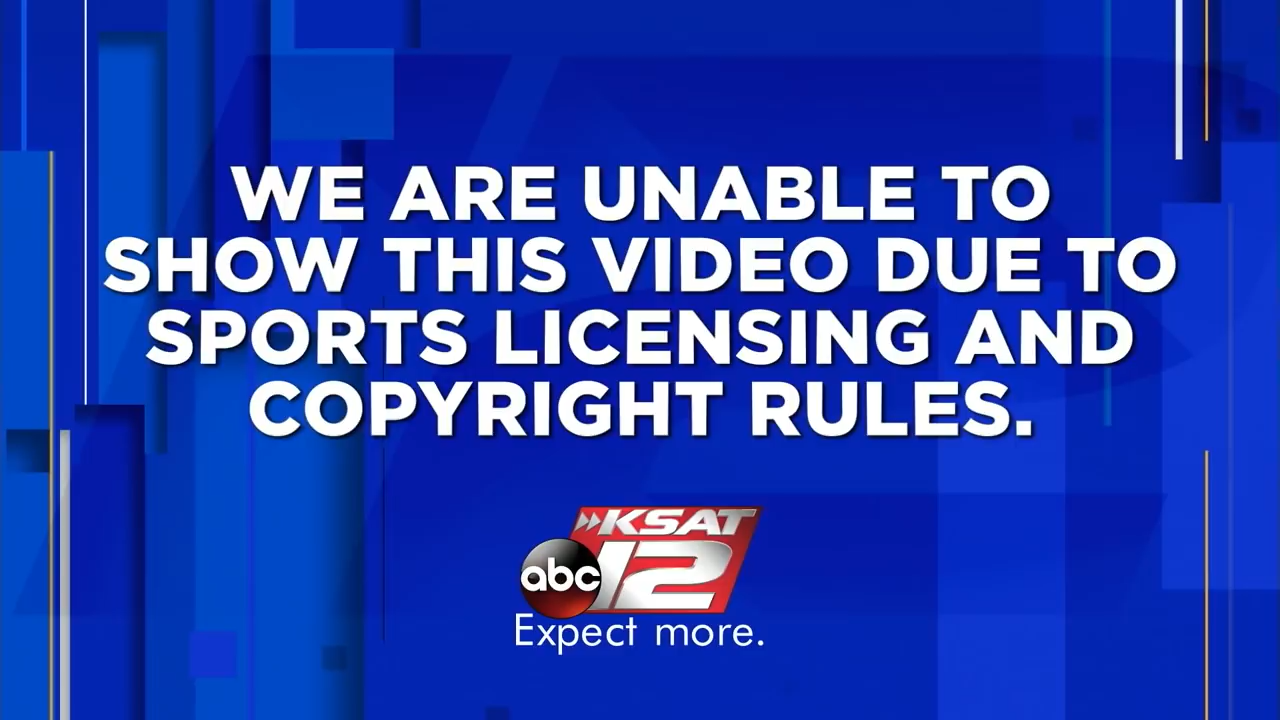 WE ARE UNABLE TO
SHOW THIS VIDEO DUE TO
SPORTS LICENSING AND
COPYRIGHT RULES.
KSAT
abc 12
Expect more.